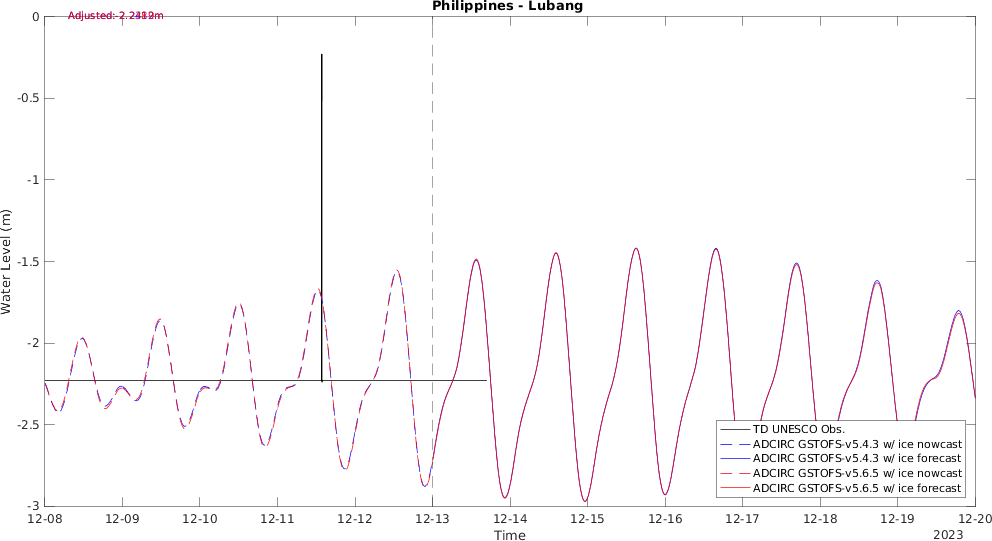 Philippines - Lubang
Adjusted:
0
-0.5
-1
-1.5
-2
-2.5
-3
Water Level (m)
12-08
12-09
12-10
12-11
12-12
12-13
12-14
12-15
12-16
12-17
12-18
12-19
12-20
Time
2023
TD UNESCO Obs.
ADCIRC GSTOFS-v5.4.3 w/ ice nowcast
ADCIRC GSTOFS-v5.4.3 w/ ice forecast
ADCIRC GSTOFS-v5.6.5 w/ ice nowcast
ADCIRC GSTOFS-v5.6.5 w/ ice forecast